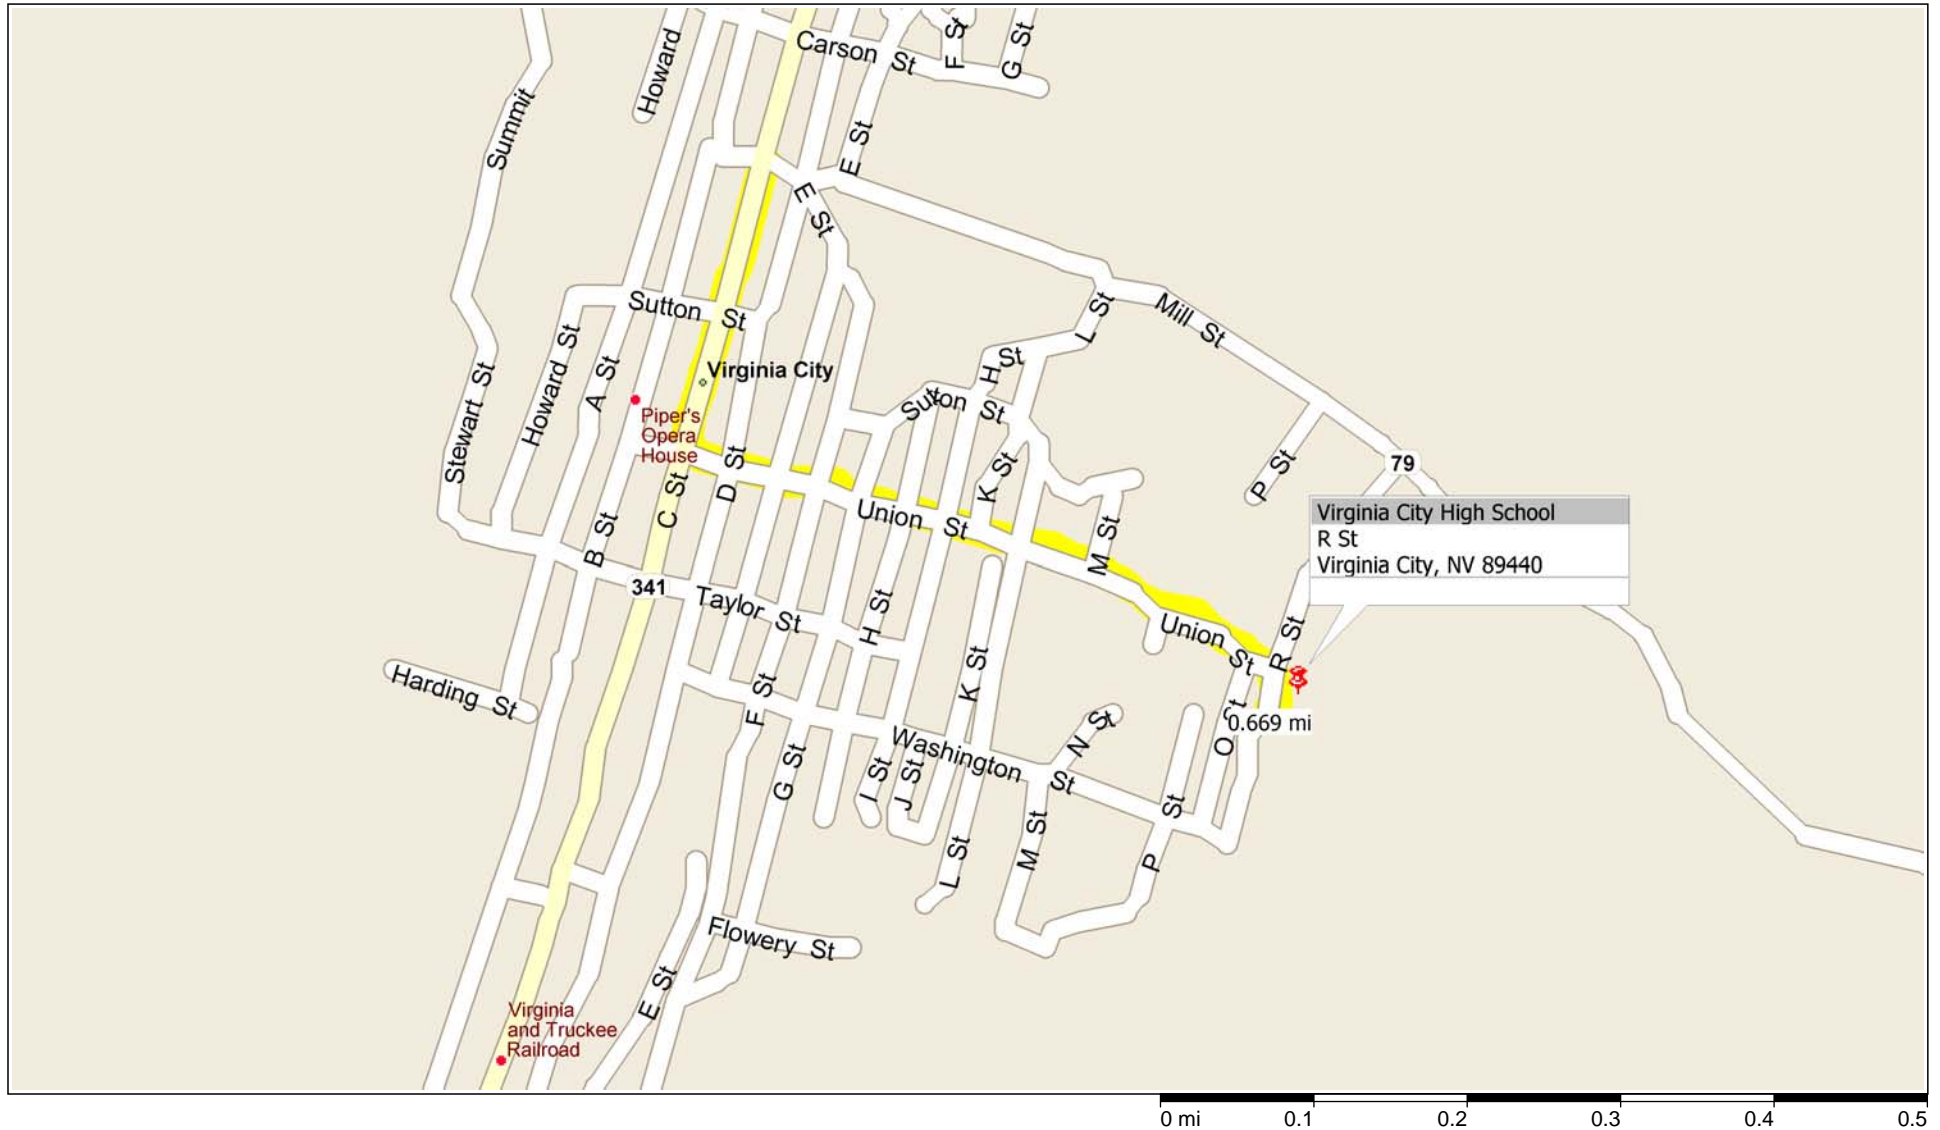 Carson St
F St
G St
Howard
Summit
E St
E St
Sutton St
L St
Mill St
Howard St
A St
Virginia City
H St
Stewart St
Piper's
Opera
House
Sutton St
D St
K St
P St
79
C St
Union St
Virginia City High School
R St
Virginia City, NV 89440
B St
M St
341
Taylor St
H St
Union St
R St
Harding St
K St
F St
N St
O St
0.669 mi
Washington St
G St
I St
J St
P St
M St
L St
Flowery St
E St
Virginia
and Truckee
Railroad
0 mi 0.1 0.2 0.3 0.4 0.5